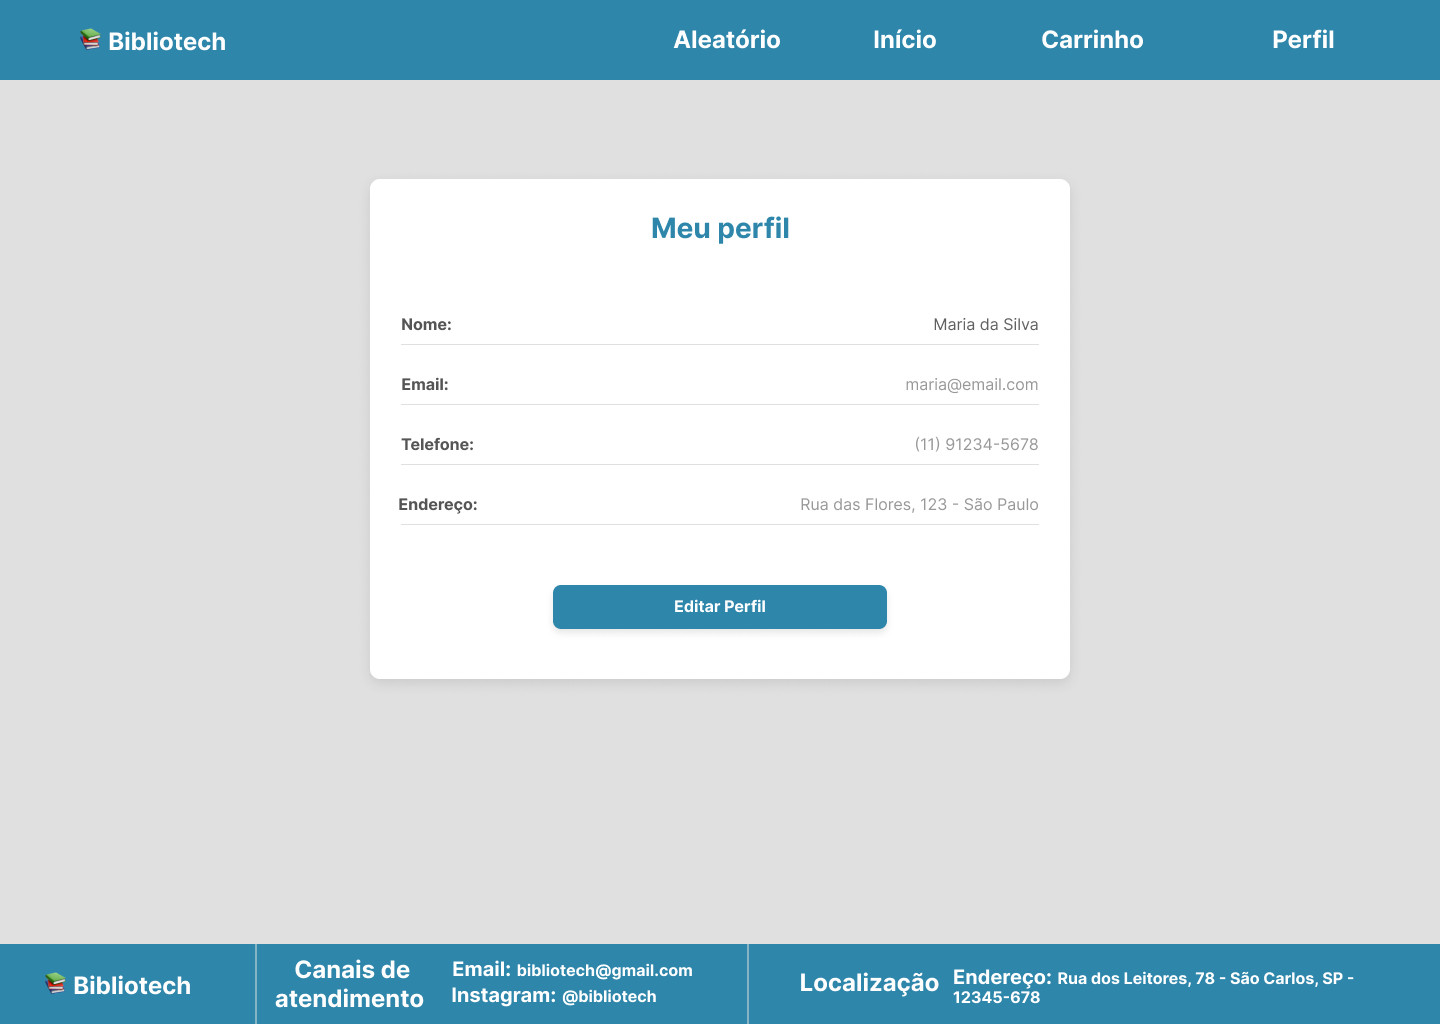 Bibliotech
Aleatório
Início
Carrinho
Perfil
Meu perfil
Nome: Maria da Silva
Email: maria@email.com
Telefone: (11) 91234-5678
Endereço: Rua das Flores, 123 - São Paulo
Editar Perfil
Bibliotech
Canais de
atendimento
Email: bibliotech@gmail.com
Instagram: @bibliotech
Localização
Endereço: Rua dos Leitores, 78 - São Carlos, SP -
12345-678